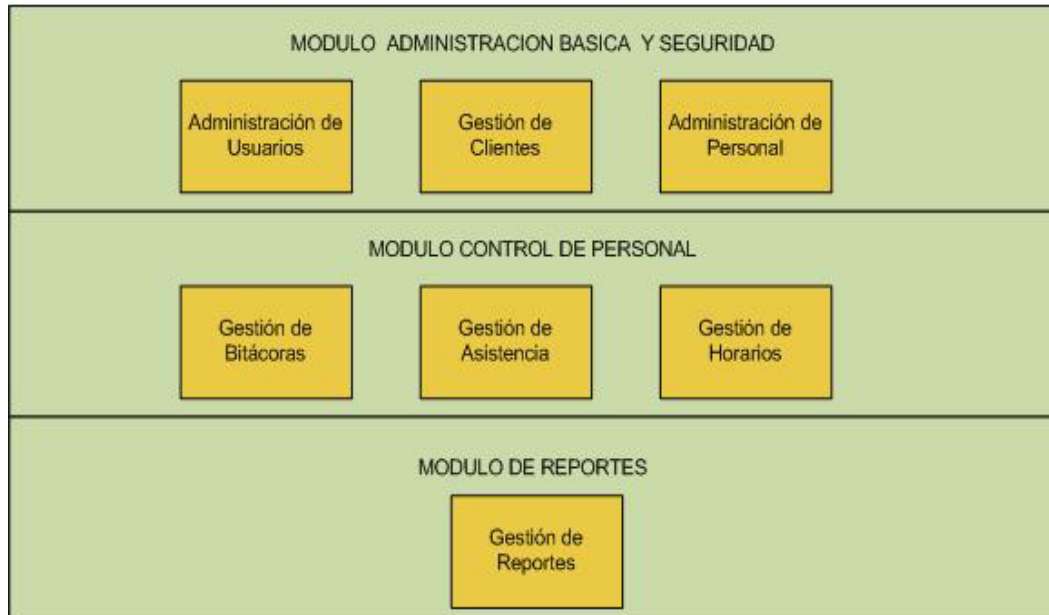 MODULO ADMINISTRACION BASICA Y SEGURIDAD
Administración de
Usuarios
Gestión de
Clientes
Administración de
Personal
MODULO CONTROL DE PERSONAL
Gestión de
Bitácoras
Gestión de
Asistencia
Gestión de
Horarios
MODULO DE REPORTES
Gestión de
Reportes